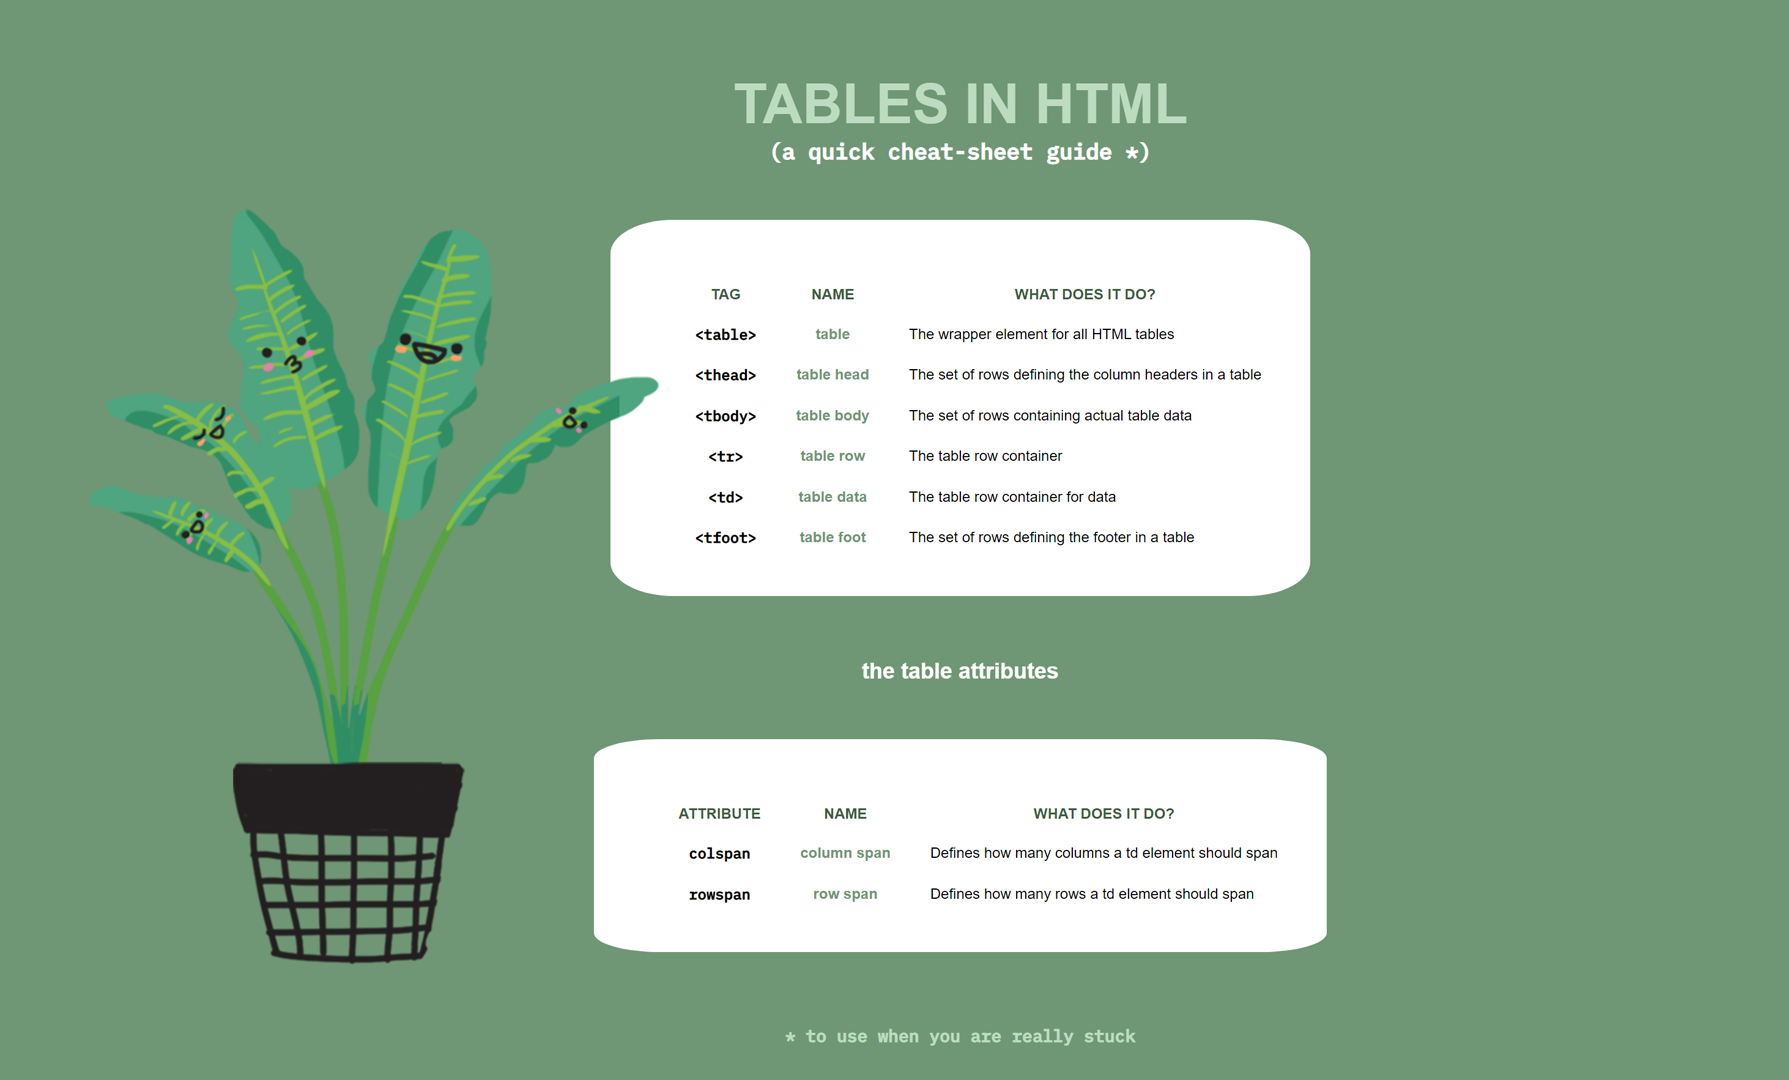 TABLES IN HTML
(a quick cheat-sheet guide *)
TAG NAME WHAT DOES IT DO?
<table> table The wrapper element for all HTML tables
<thead> table head The set of rows defining the column headers in a table
<tbody> table body The set of rows containing actual table data
<tr> table row The table row container
<td> table data The table row container for data
<tfoot> table foot The set of rows defining the footer in a table
the table attributes
ATTRIBUTE NAME WHAT DOES IT DO?
colspan column span Defines how many columns a td element should span
rowspan row span Defines how many rows a td element should span
* to use when you are really stuck